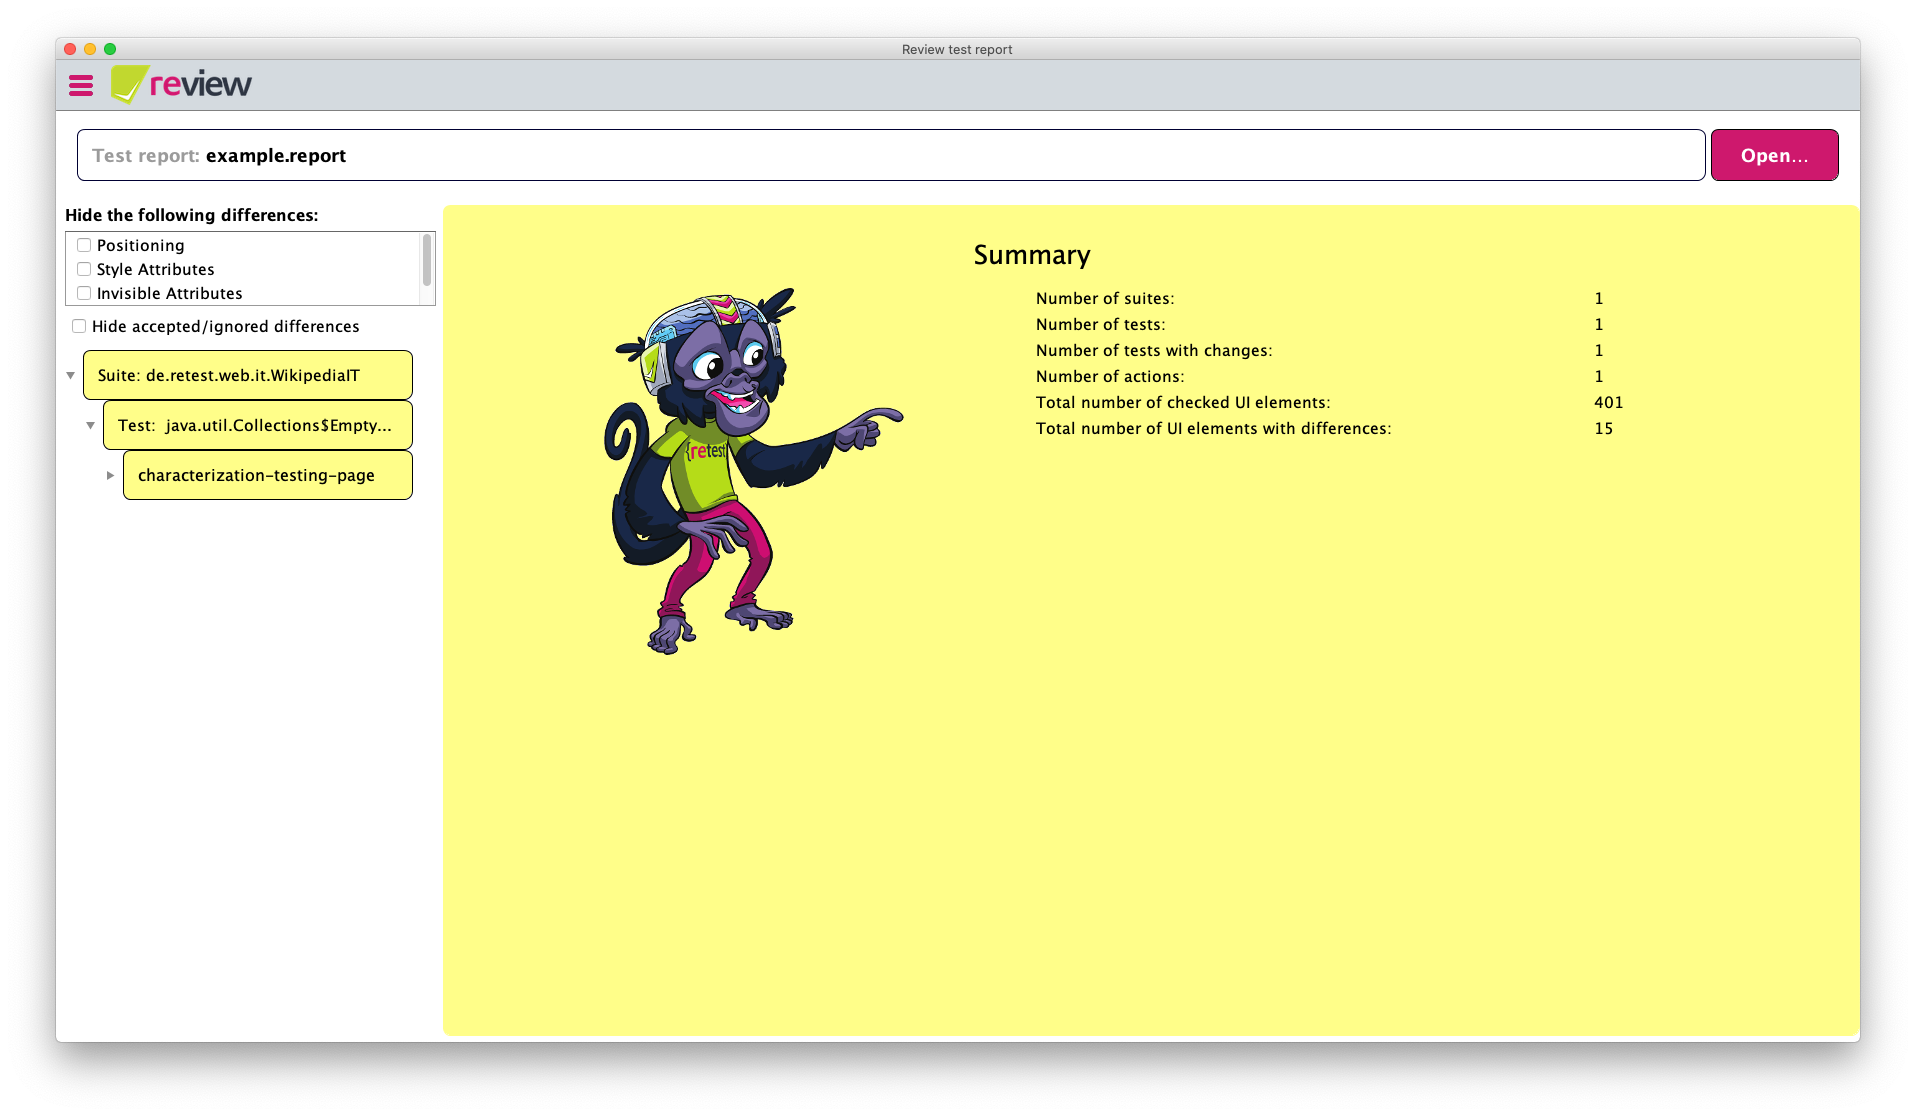 Review test report
review
Test report: example.report
Open...
Hide the following differences:
Positioning
Style Attributes
Invisible Attributes
Hide accepted/ignored differences
Suite: de.retest.web.it.WikipediaIT
Test: java.util.Collections$Empty...
characterization-testing-page
{retest
Summary
Number of suites: 1
Number of tests: 1
Number of tests with changes: 1
Number of actions: 1
Total number of checked UI elements: 401
Total number of UI elements with differences: 15